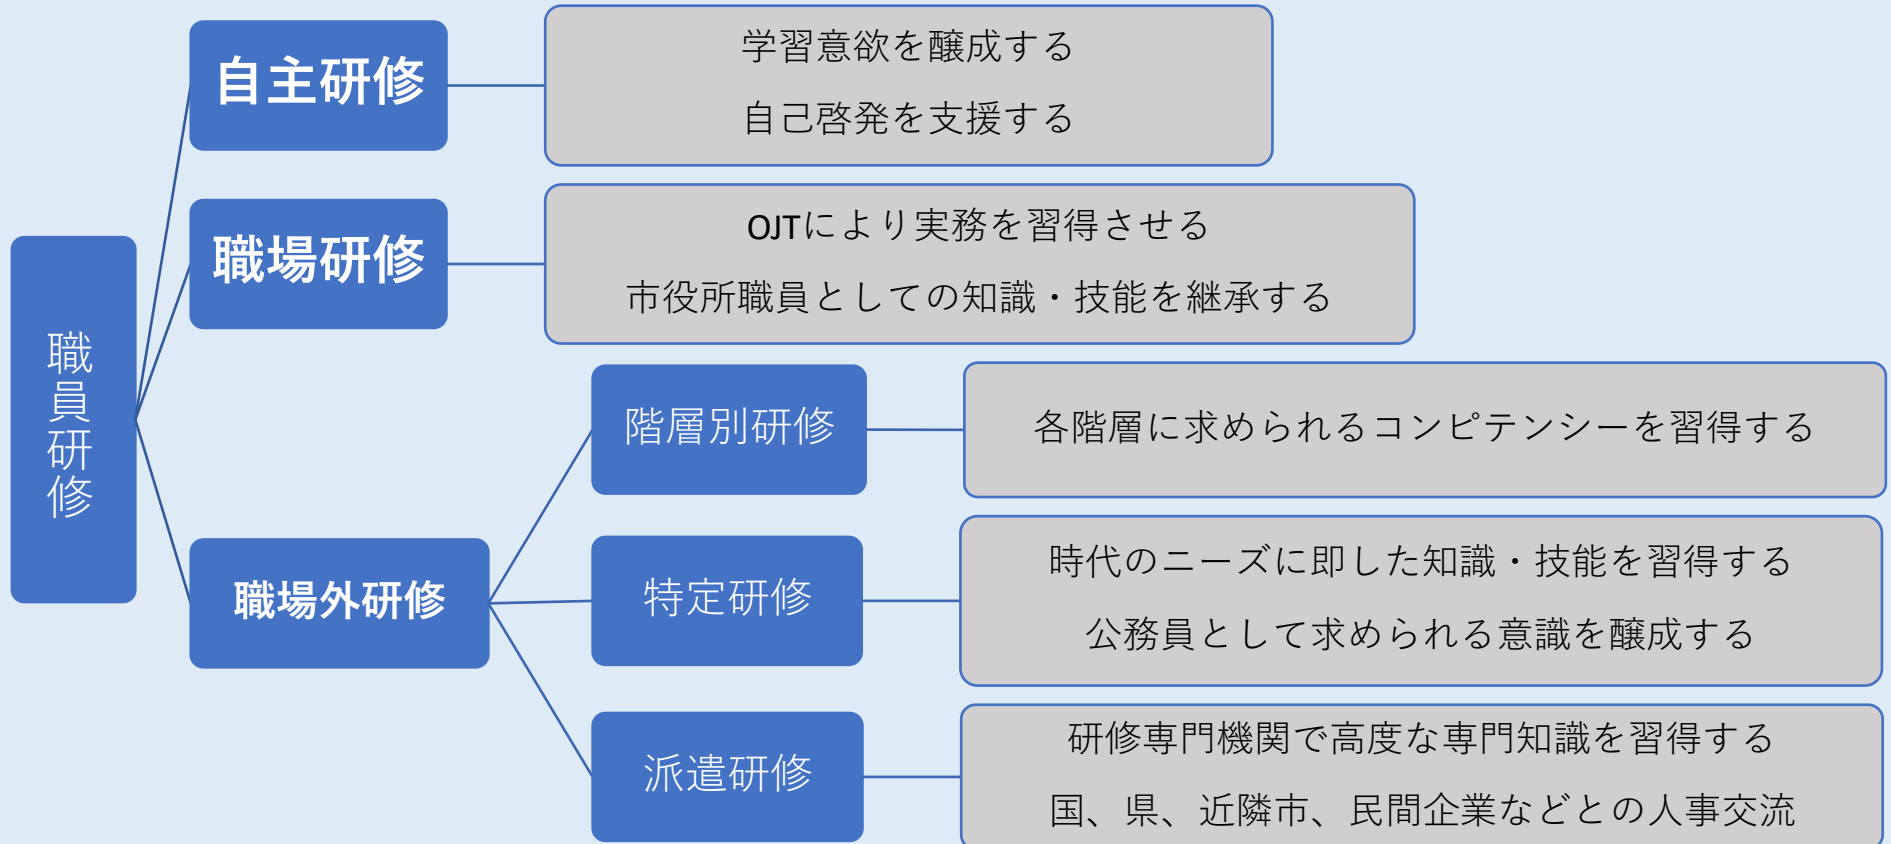 職員研修
自主研修
学習意欲を醸成する
自己啓発を支援する
職場研修
OJTにより実務を習得させる
市役所職員としての知識・技能を継承する
職場外研修
階層別研修
各階層に求められるコンピテンシーを習得する
特定研修
時代のニーズに即した知識・技能を習得する
公務員として求められる意識を醸成する
派遣研修
研修専門機関で高度な専門知識を習得する
国、県、近隣市、民間企業などとの人事交流